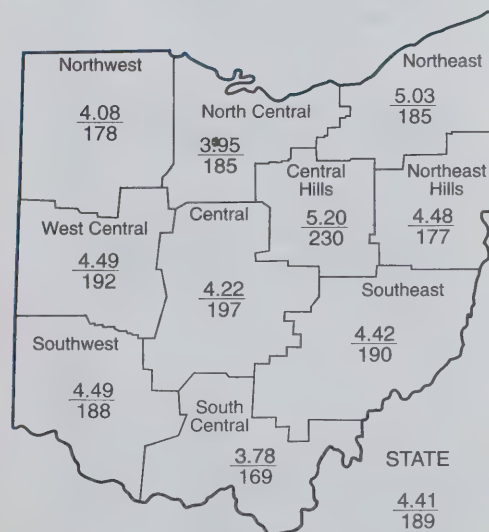 Northwest
4.08
178
North Central
3.95
185
Northeast
5.03
185
West Central
4.49
192
Central
4.22
197
Central
Hills
5.20
230
Northeast
Hills
4.48
177
Southwest
4.49
188
South
Central
3.78
169
Southeast
4.42
190
STATE
4.41
189